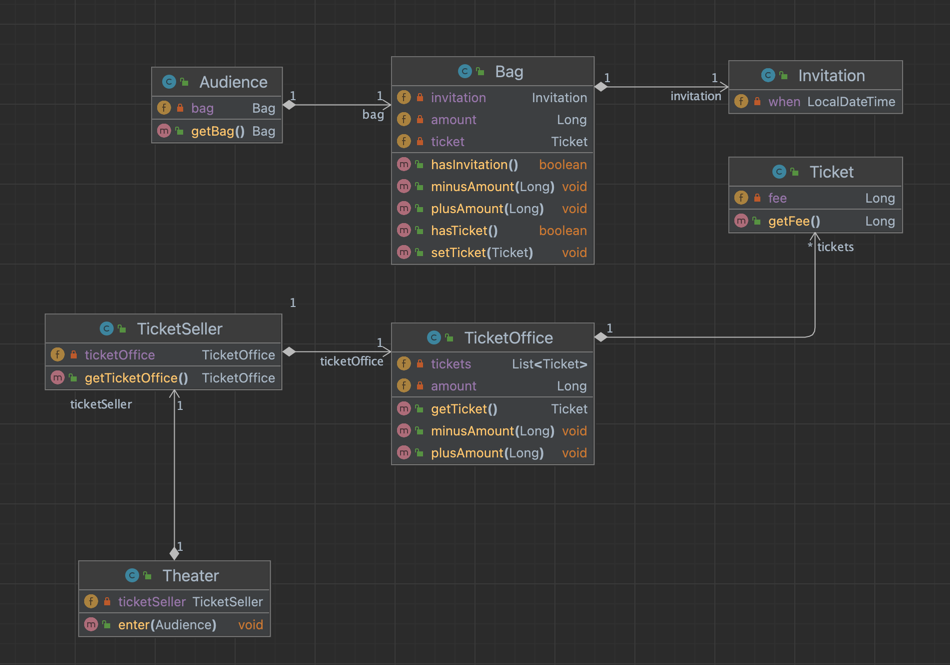 Audience
bag Bag
getBag() Bag
1
1
bag
Bag
invitation Invitation
amount Long
ticket Ticket
hasInvitation() boolean
minusAmount(Long) void
plusAmount(Long) void
hasTicket() boolean
setTicket(Ticket) void
1
1
invitation
Invitation
when LocalDateTime
Ticket
fee Long
getFee() Long
* tickets
1
TicketSeller
ticketOffice TicketOffice
getTicketOffice() TicketOffice
1
ticketOffice
TicketOffice
tickets List<Ticket>
amount Long
getTicket() Ticket
minusAmount(Long) void
plusAmount(Long) void
1
ticketSeller
1
1
Theater
ticketSeller TicketSeller
enter(Audience) void